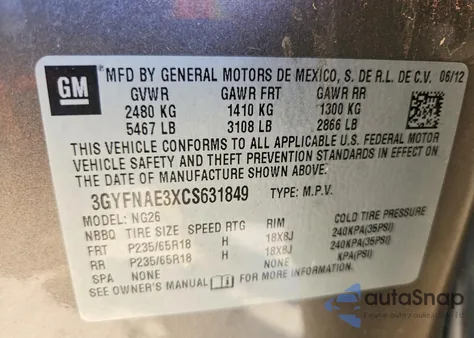 GM
MFD BY GENERAL MOTORS DE MEXICO, S. DE R.L. DE C.V. 06/12
GVWR GAWR FRT GAWR RR
2480 KG 1410 KG 1300 KG
5467 LB 3108 LB 2866 LB
THIS VEHICLE CONFORMS TO ALL APPLICABLE U.S. FEDERAL MOTOR
VEHICLE SAFETY AND THEFT PREVENTION STANDARDS IN EFFECT ON
THE DATE OF MANUFACTURE SHOWN ABOVE.
3GYFNAE3XCS631849 TYPE: M.P.V.
MODEL: NG26
NBBQ TIRE SIZE SPEED RTG RIM COLD TIRE PRESSURE
FRT P235/65R18 H 18X8J 240KPA(35PSI)
RR P235/65R18 H 18X8J 240KPA(35PSI)
SPA NONE NONE KPA(PSI)
SEE OWNER'S MANUAL FOR ADDITIONAL INFORMATION.
autoSnap